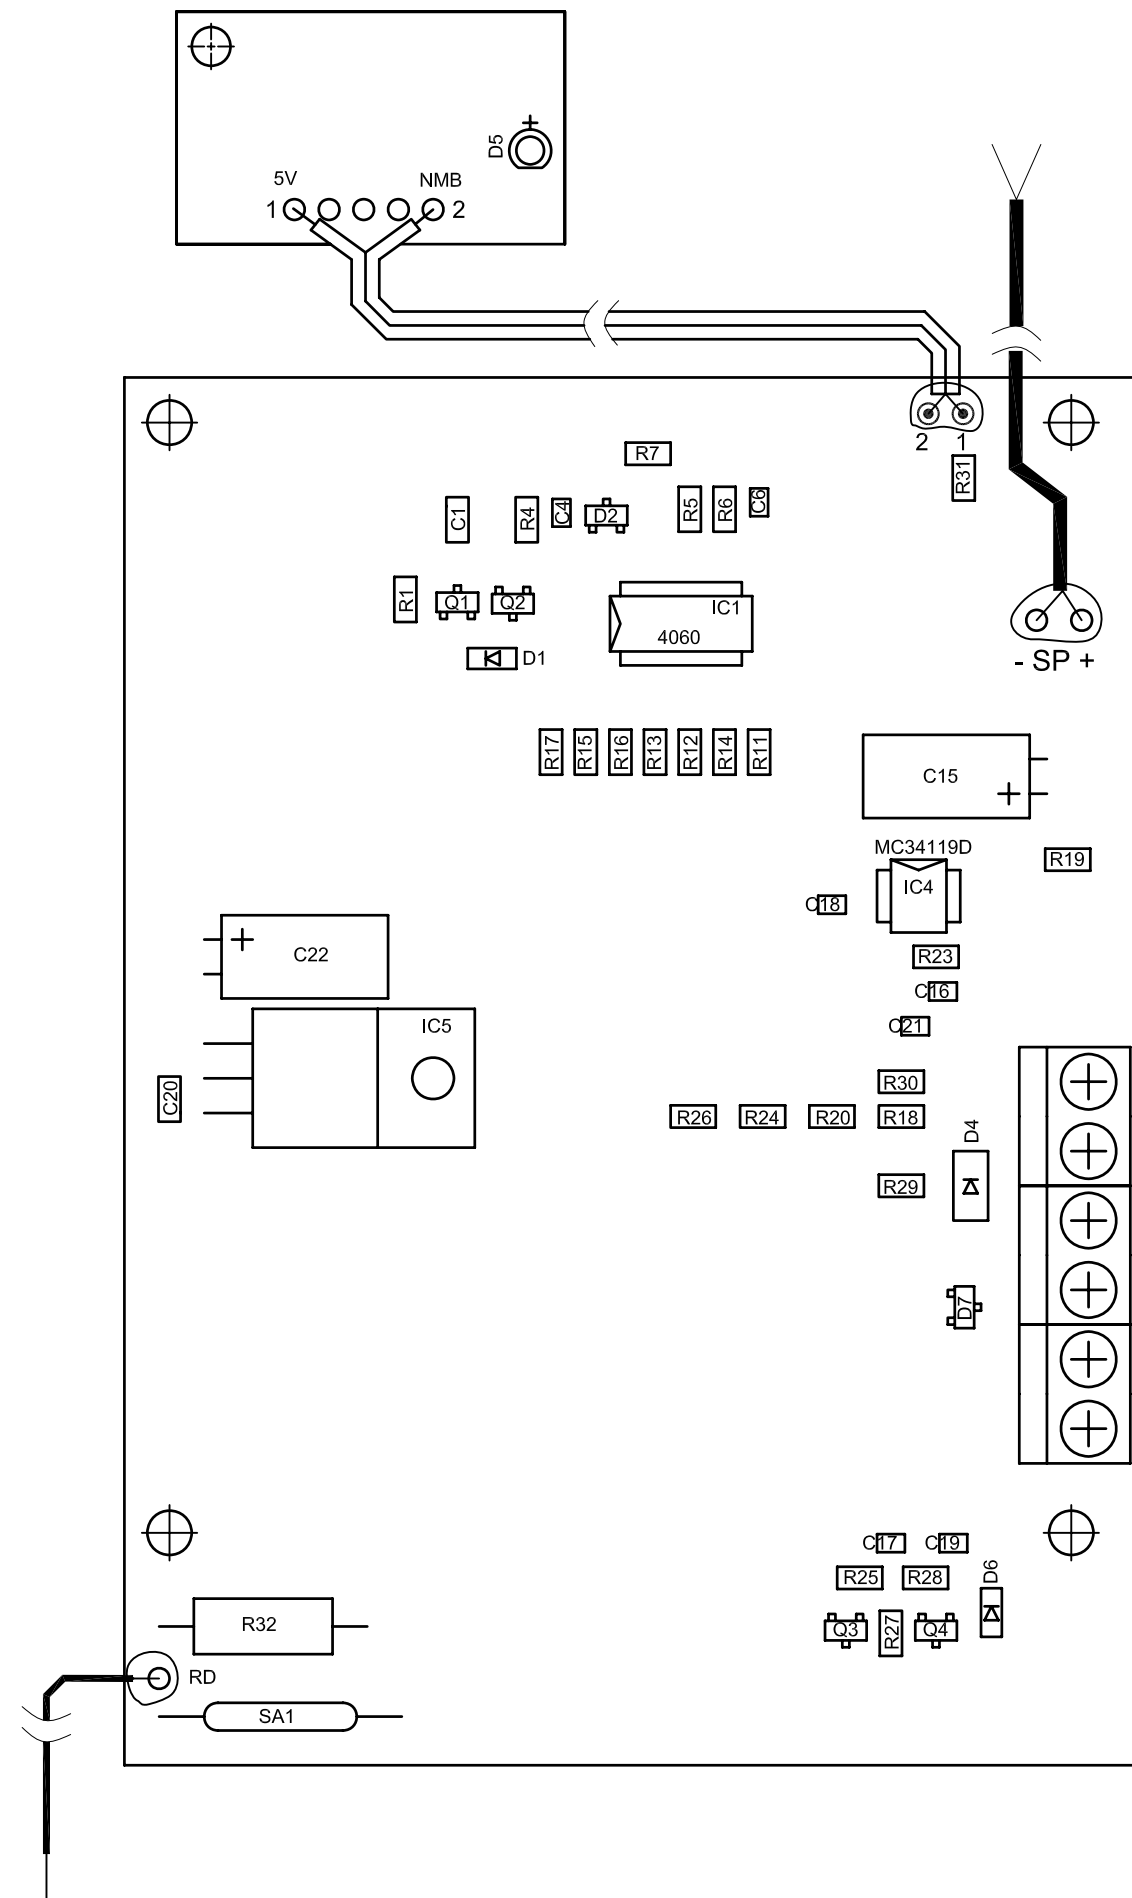 D5
5V NMB
1 2
2 1
R7
R31
C1 R4 C4 D2 R5 R6 C6
R1 Q1 Q2 IC1
4060
D1
- SP +
R17 R15 R16 R13 R12 R14 R11
C15
MC34119D
R19
IC4
C18
C22 R23
C16
IC5 C21
R30
C20
R26 R24 R20 R18 D4
R29
D7
C17 C19
R25 R28 D6
R32 Q3 R27 Q4
RD
SA1